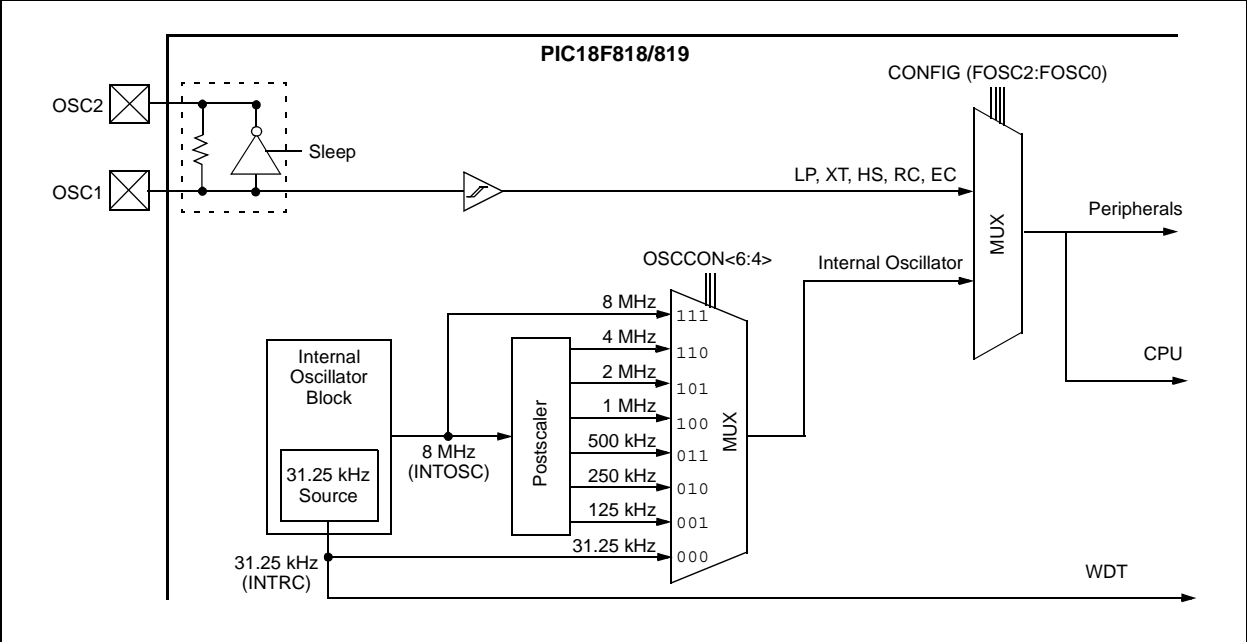 PIC18F818/819
CONFIG (FOSC2:FOSC0)
OSC2
Sleep
OSC1
LP, XT, HS, RC, EC
Peripherals
MUX
OSCCON<6:4>
Internal Oscillator
8 MHz
111
4 MHz
110
CPU
Internal
Oscillator
Block
2 MHz
101
1 MHz
100
MUX
Postscaler
500 kHz
011
8 MHz
(INTOSC)
31.25 kHz
Source
250 kHz
010
125 kHz
001
31.25 kHz
000
31.25 kHz
(INTRC)
WDT